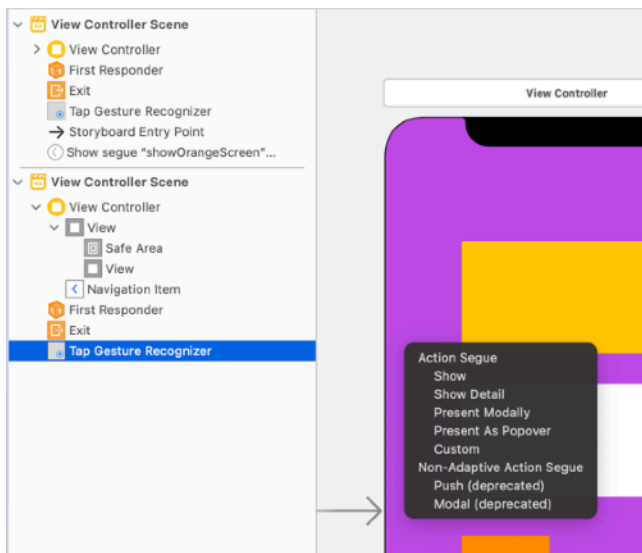 View Controller Scene
View Controller
First Responder
Exit
Tap Gesture Recognizer
Storyboard Entry Point
Show segue "showOrangeScreen"...
View Controller Scene
View Controller
View
Safe Area
View
Navigation Item
First Responder
Exit
Tap Gesture Recognizer
View Controller
Action Segue
Show
Show Detail
Present Modally
Present As Popover
Custom
Non-Adaptive Action Segue
Push (deprecated)
Modal (deprecated)